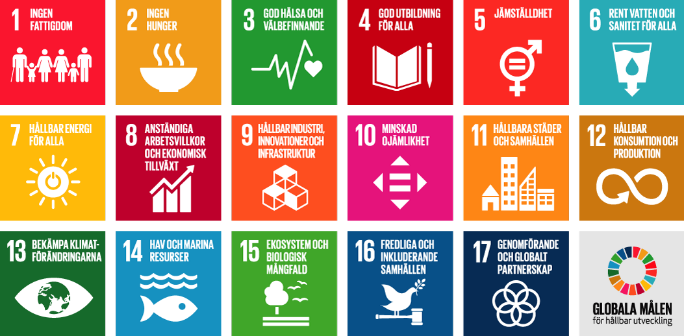 1 INGEN
FATTIGDOM
2 INGEN
HUNGER
3 GOD HÄLSA OCH
VÄLBEFINNANDE
4 GOD UTBILDNING
FÖR ALLA
5 JÄMSTÄLLDHET
6 RENT VATTEN OCH
SANITET FÖR ALLA
7 HÅLLBAR ENERGI
FÖR ALLA
8 ANSTÄNDIGA
ARBETSVILLKOR
OCH EKONOMISK
TILLVÄXT
9 HÅLLBAR INDUSTRI,
INNOVATIONER OCH
INFRASTRUKTUR
10 MINSKAD
OJÄMLIKHET
11 HÅLLBARA STÄDER
OCH SAMHÄLLEN
12 HÅLLBAR
KONSUMTION OCH
PRODUKTION
13 BEKÄMPA KLIMAT-
FÖRÄNDRINGARNA
14 HAV OCH MARINA
RESURSER
15 EKOSYSTEM OCH
BIOLOGISK
MÅNGFALD
16 FREDLIGA OCH
INKLUDERANDE
SAMHÄLLEN
17 GENOMFÖRANDE
OCH GLOBALT
PARTNERSKAP
GLOBALA MÅLEN
för hållbar utveckling